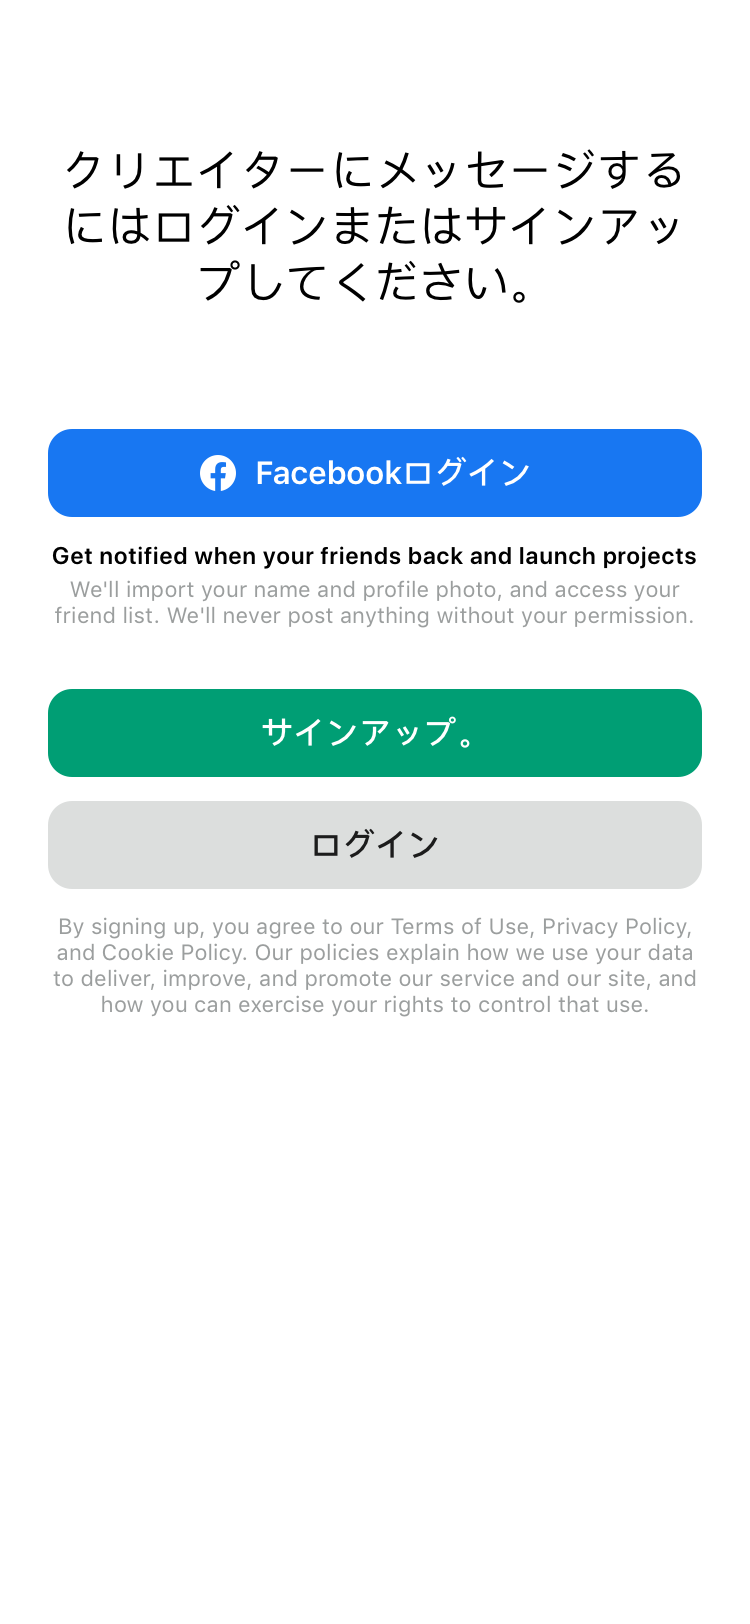 クリエイターにメッセージする
にはログインまたはサインアッ
プしてください。
Facebookログイン
Get notified when your friends back and launch projects
We'll import your name and profile photo, and access your
friend list. We'll never post anything without your permission.
サインアップ。
ログイン
By signing up, you agree to our Terms of Use, Privacy Policy,
and Cookie Policy. Our policies explain how we use your data
to deliver, improve, and promote our service and our site, and
how you can exercise your rights to control that use.